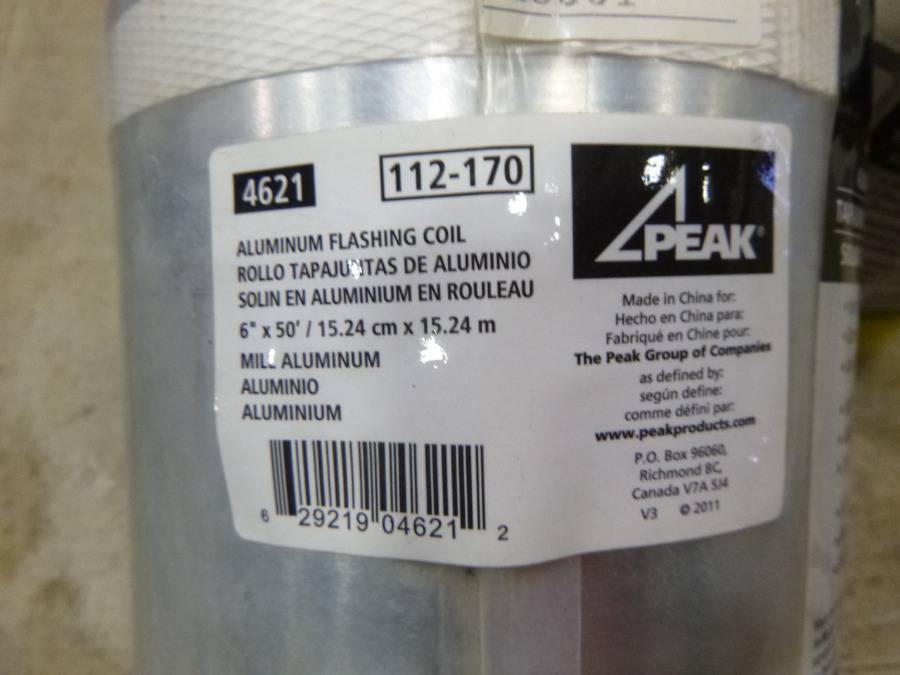 4621
112-170
ALUMINUM FLASHING COIL
ROLLO TAPAJUNTAS DE ALUMINIO
SOLIN EN ALUMINIUM EN ROULEAU
6" x 50' / 15.24 cm x 15.24 m
MILL ALUMINUM
ALUMINIO
ALUMINIUM
6 29219 04621 2
PEAK®
Made in China for:
Hecho en China para:
Fabriqué en Chine pour:
The Peak Group of Companies
as defined by:
según define:
comme défini par:
www.peakproducts.com
P.O. Box 96060,
Richmond BC,
Canada V7A 5J4
V3 © 2011